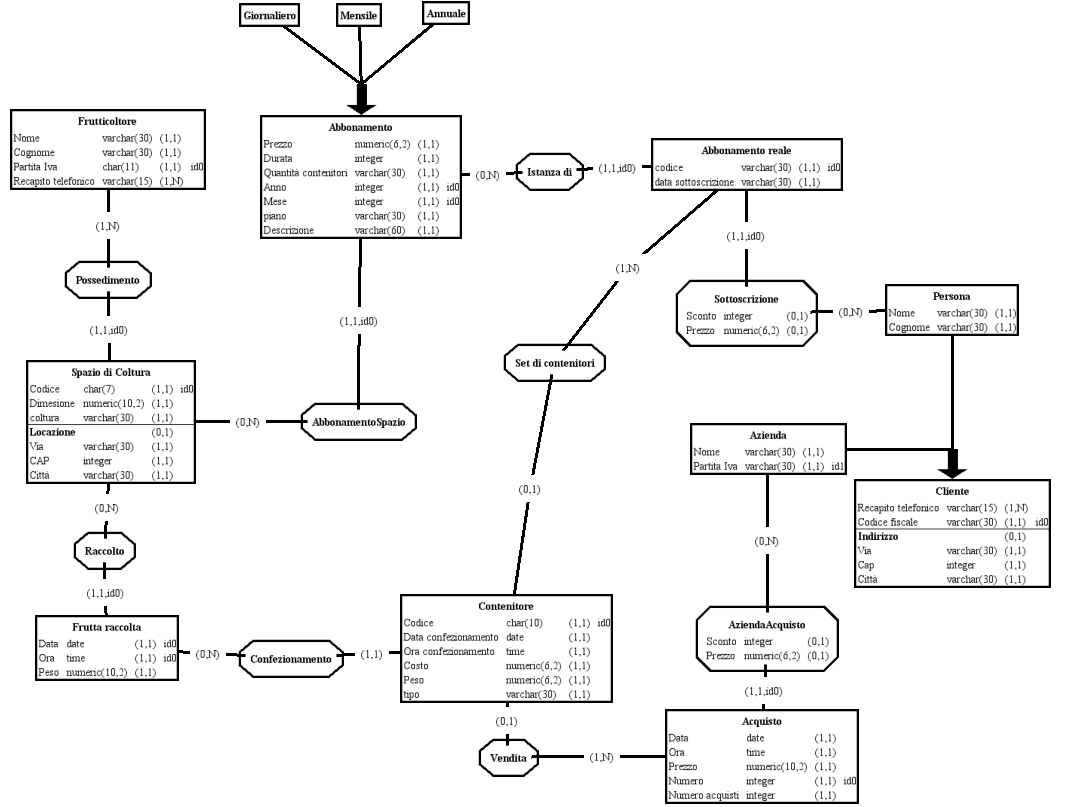 Giornaliero
Mensile
Annuale
Frutticoltore
Nome varchar(30) (1,1)
Cognome varchar(30) (1,1)
Partita Iva char(11) (1,1) id0
Recapito telefonico varchar(15) (1,N)
Abbonamento
Prezzo numeric(6,2) (1,1)
Durata integer (1,1)
Quantità contenitori varchar(30) (1,1)
Anno integer (1,1) id0
Mese integer (1,1) id0
piano varchar(30) (1,1)
Descrizione varchar(60) (1,1)
(0,N)
Istanza di
(1,1,id0)
Abbonamento reale
codice varchar(30) (1,1) id0
data sottoscrizione varchar(30) (1,1)
(1,N)
Possedimento
(1,1,id0)
(1,1,id0)
(1,N)
(1,1,id0)
Sottoscrizione
Sconto integer (0,1)
Prezzo numeric(6,2) (0,1)
(0,N)
Persona
Nome varchar(30) (1,1)
Cognome varchar(30) (1,1)
Set di contenitori
Spazio di Coltura
Codice char(7) (1,1) id0
Dimesione numeric(10,2) (1,1)
coltura varchar(30) (1,1)
Locazione (0,1)
Via varchar(30) (1,1)
CAP integer (1,1)
Città varchar(30) (1,1)
(0,N)
AbbonamentoSpazio
Azienda
Nome varchar(30) (1,1)
Partita Iva varchar(30) (1,1) id1
Cliente
Recapito telefonico varchar(15) (1,N)
Codice fiscale varchar(30) (1,1) id0
Indirizzo (0,1)
Via varchar(30) (1,1)
Cap integer (1,1)
Città varchar(30) (1,1)
(0,1)
(0,N)
Raccolto
(1,1,id0)
(0,N)
Frutta raccolta
Data date (1,1) id0
Ora time (1,1) id0
Peso numeric(10,2) (1,1)
(0,N)
Confezionamento
(1,1)
Contenitore
Codice char(10) (1,1) id0
Data confezionamento date (1,1)
Ora confezionamento time (1,1)
Costo numeric(6,2) (1,1)
Peso numeric(6,2) (1,1)
tipo varchar(30) (1,1)
AziendaAcquisto
Sconto integer (0,1)
Prezzo numeric(6,2) (0,1)
(1,1,id0)
(0,1)
Vendita
(1,N)
Acquisto
Data date (1,1)
Ora time (1,1)
Prezzo numeric(10,2) (1,1)
Numero integer (1,1) id0
Numero acquisti integer (1,1)